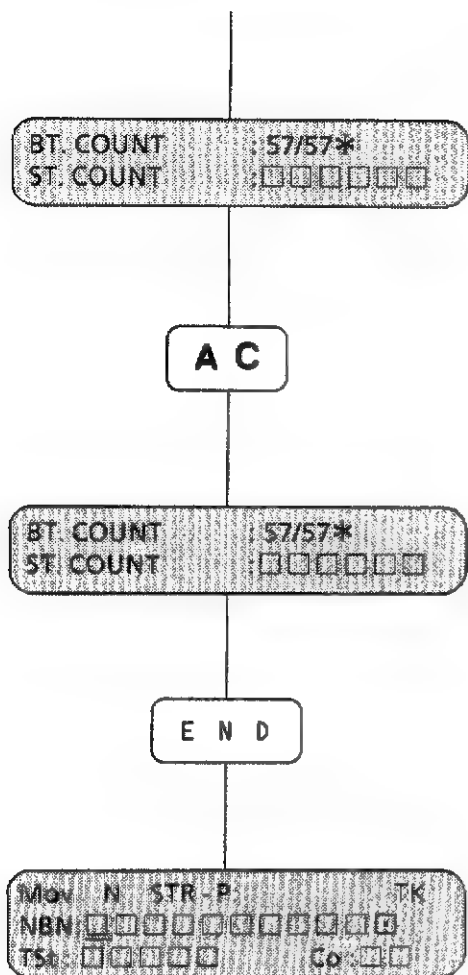 BT. COUNT : 57/57*
ST. COUNT : □□□□□□
A C
BT. COUNT : 57/57*
ST. COUNT : □□□□□□
E N D
Mov N STR-P TK
NBN □□□□□□□□□□□
TSt □□□□□ Co : □□